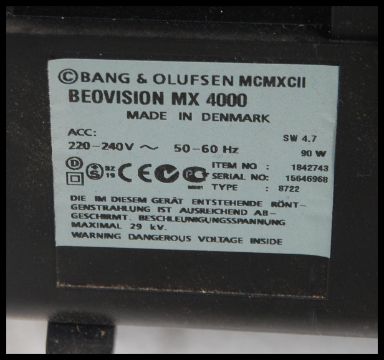 ©BANG & OLUFSEN MCMXCII
BEOVISION MX 4000
MADE IN DENMARK
ACC: SW 4.7
220-240V ~ 50-60 Hz 90 W
ITEM NO : 1842743
SERIAL NO: 15646968
TYPE : 8722
DIE IM DIESEM GERÄT ENTSTEHENDE RÖNT-
GENSTRAHLUNG IST AUSREICHEND AB-
GESCHIRMT. BESCHLEUNIGUNGSSPANNUNG
MAXIMAL 29 kV.
WARNING DANGEROUS VOLTAGE INSIDE